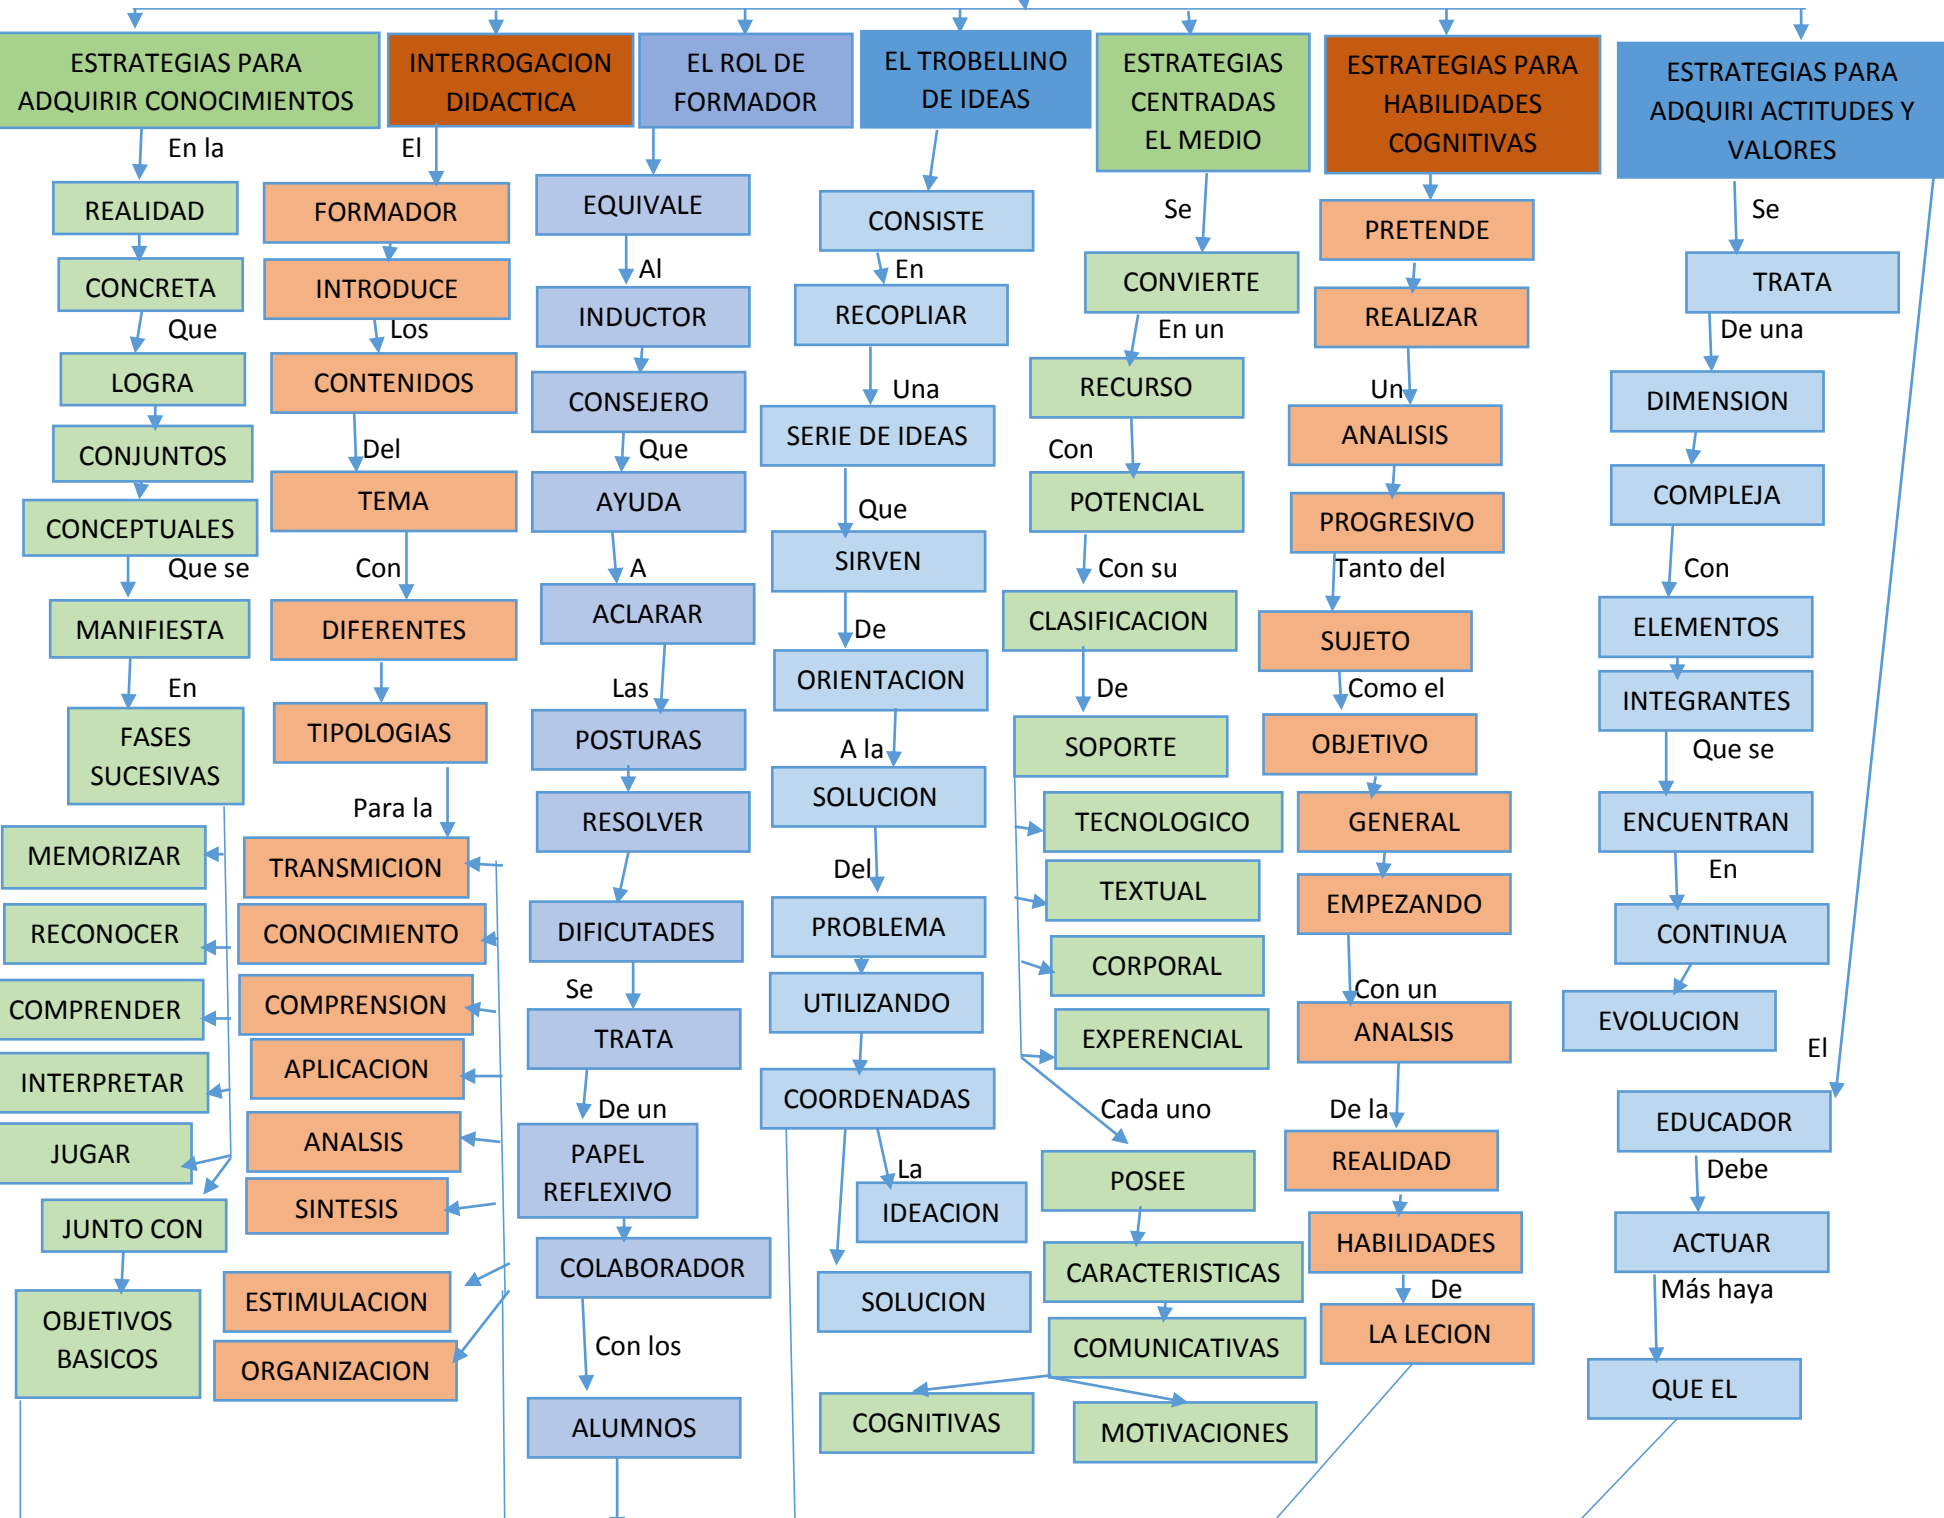 ESTRATEGIAS PARA
ADQUIRIR CONOCIMIENTOS
En la
REALIDAD
CONCRETA
Que
LOGRA
CONJUNTOS
CONCEPTUALES
Que se
MANIFIESTA
En
FASES
SUCESIVAS
MEMORIZAR
RECONOCER
COMPRENDER
INTERPRETAR
JUGAR
JUNTO CON
OBJETIVOS
BASICOS
INTERROGACION
DIDACTICA
El
FORMADOR
INTRODUCE
Los
CONTENIDOS
Del
TEMA
Con
DIFERENTES
TIPOLOGIAS
Para la
TRANSMICION
CONOCIMIENTO
COMPRENSION
APLICACION
ANALSIS
SINTESIS
ESTIMULACION
ORGANIZACION
EL ROL DE
FORMADOR
EQUIVALE
Al
INDUCTOR
CONSEJERO
Que
AYUDA
A
ACLARAR
Las
POSTURAS
RESOLVER
DIFICUTADES
Se
TRATA
De un
PAPEL
REFLEXIVO
COLABORADOR
Con los
ALUMNOS
EL TROBELLINO
DE IDEAS
CONSISTE
En
RECOPLIAR
Una
SERIE DE IDEAS
Que
SIRVEN
De
ORIENTACION
A la
SOLUCION
Del
PROBLEMA
UTILIZANDO
COORDENADAS
La
IDEACION
SOLUCION
ESTRATEGIAS
CENTRADAS
EL MEDIO
Se
CONVIERTE
En un
RECURSO
Con
POTENCIAL
Con su
CLASIFICACION
De
SOPORTE
TECNOLOGICO
TEXTUAL
CORPORAL
EXPERENCIAL
Cada uno
POSEE
CARACTERISTICAS
COMUNICATIVAS
COGNITIVAS
MOTIVACIONES
ESTRATEGIAS PARA
HABILIDADES
COGNITIVAS
PRETENDE
REALIZAR
Un
ANALISIS
PROGRESIVO
Tanto del
SUJETO
Como el
OBJETIVO
GENERAL
EMPEZANDO
Con un
ANALSIS
De la
REALIDAD
HABILIDADES
De
LA LECION
ESTRATEGIAS PARA
ADQUIRI ACTITUDES Y
VALORES
Se
TRATA
De una
DIMENSION
COMPLEJA
Con
ELEMENTOS
INTEGRANTES
Que se
ENCUENTRAN
En
CONTINUA
EVOLUCION
El
EDUCADOR
Debe
ACTUAR
Más haya
QUE EL